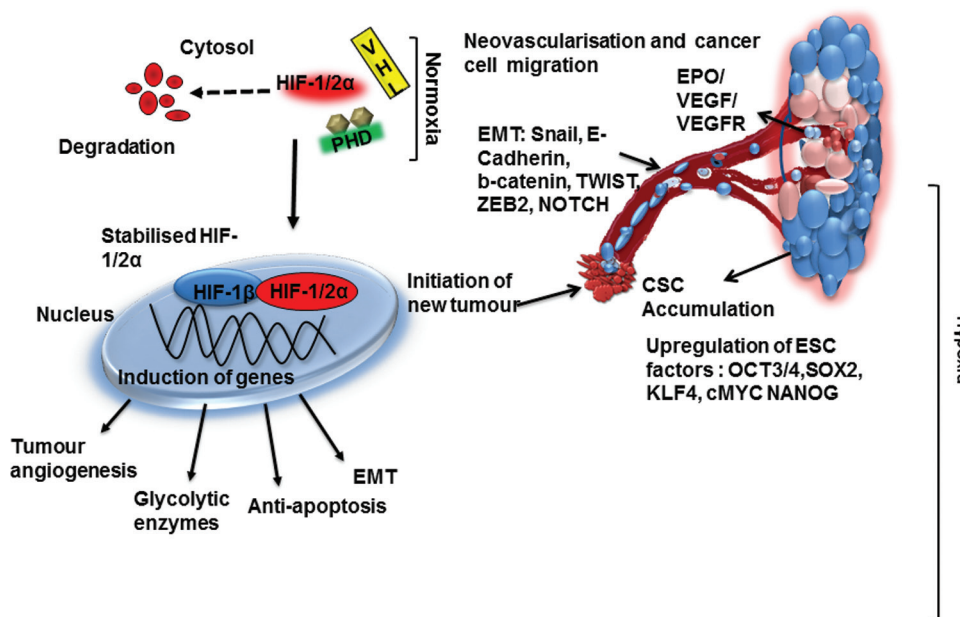 Cytosol
HIF-1/2α
VHL
PHD
Normoxia
Degradation
Neovascularisation and cancer
cell migration
EPO/
VEGF/
VEGFR
EMT: Snail, E-
Cadherin,
b-catenin, TWIST,
ZEB2, NOTCH
Stabilised HIF-
1/2α
HIF-1β
HIF-1/2α
Nucleus
Induction of genes
Initiation of
new tumour
CSC
Accumulation
Upregulation of ESC
factors : OCT3/4,SOX2,
KLF4, cMYC NANOG
Tumour
angiogenesis
Glycolytic
enzymes
Anti-apoptosis
EMT
Hypoxia